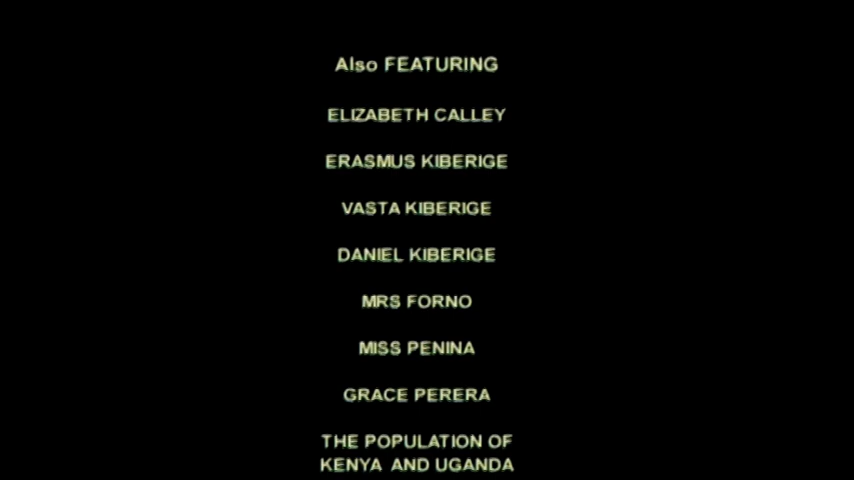 Also FEATURING
ELIZABETH CALLEY
ERASMUS KIBERIGE
VASTA KIBERIGE
DANIEL KIBERIGE
MRS FORNO
MISS PENINA
GRACE PERERA
THE POPULATION OF
KENYA AND UGANDA